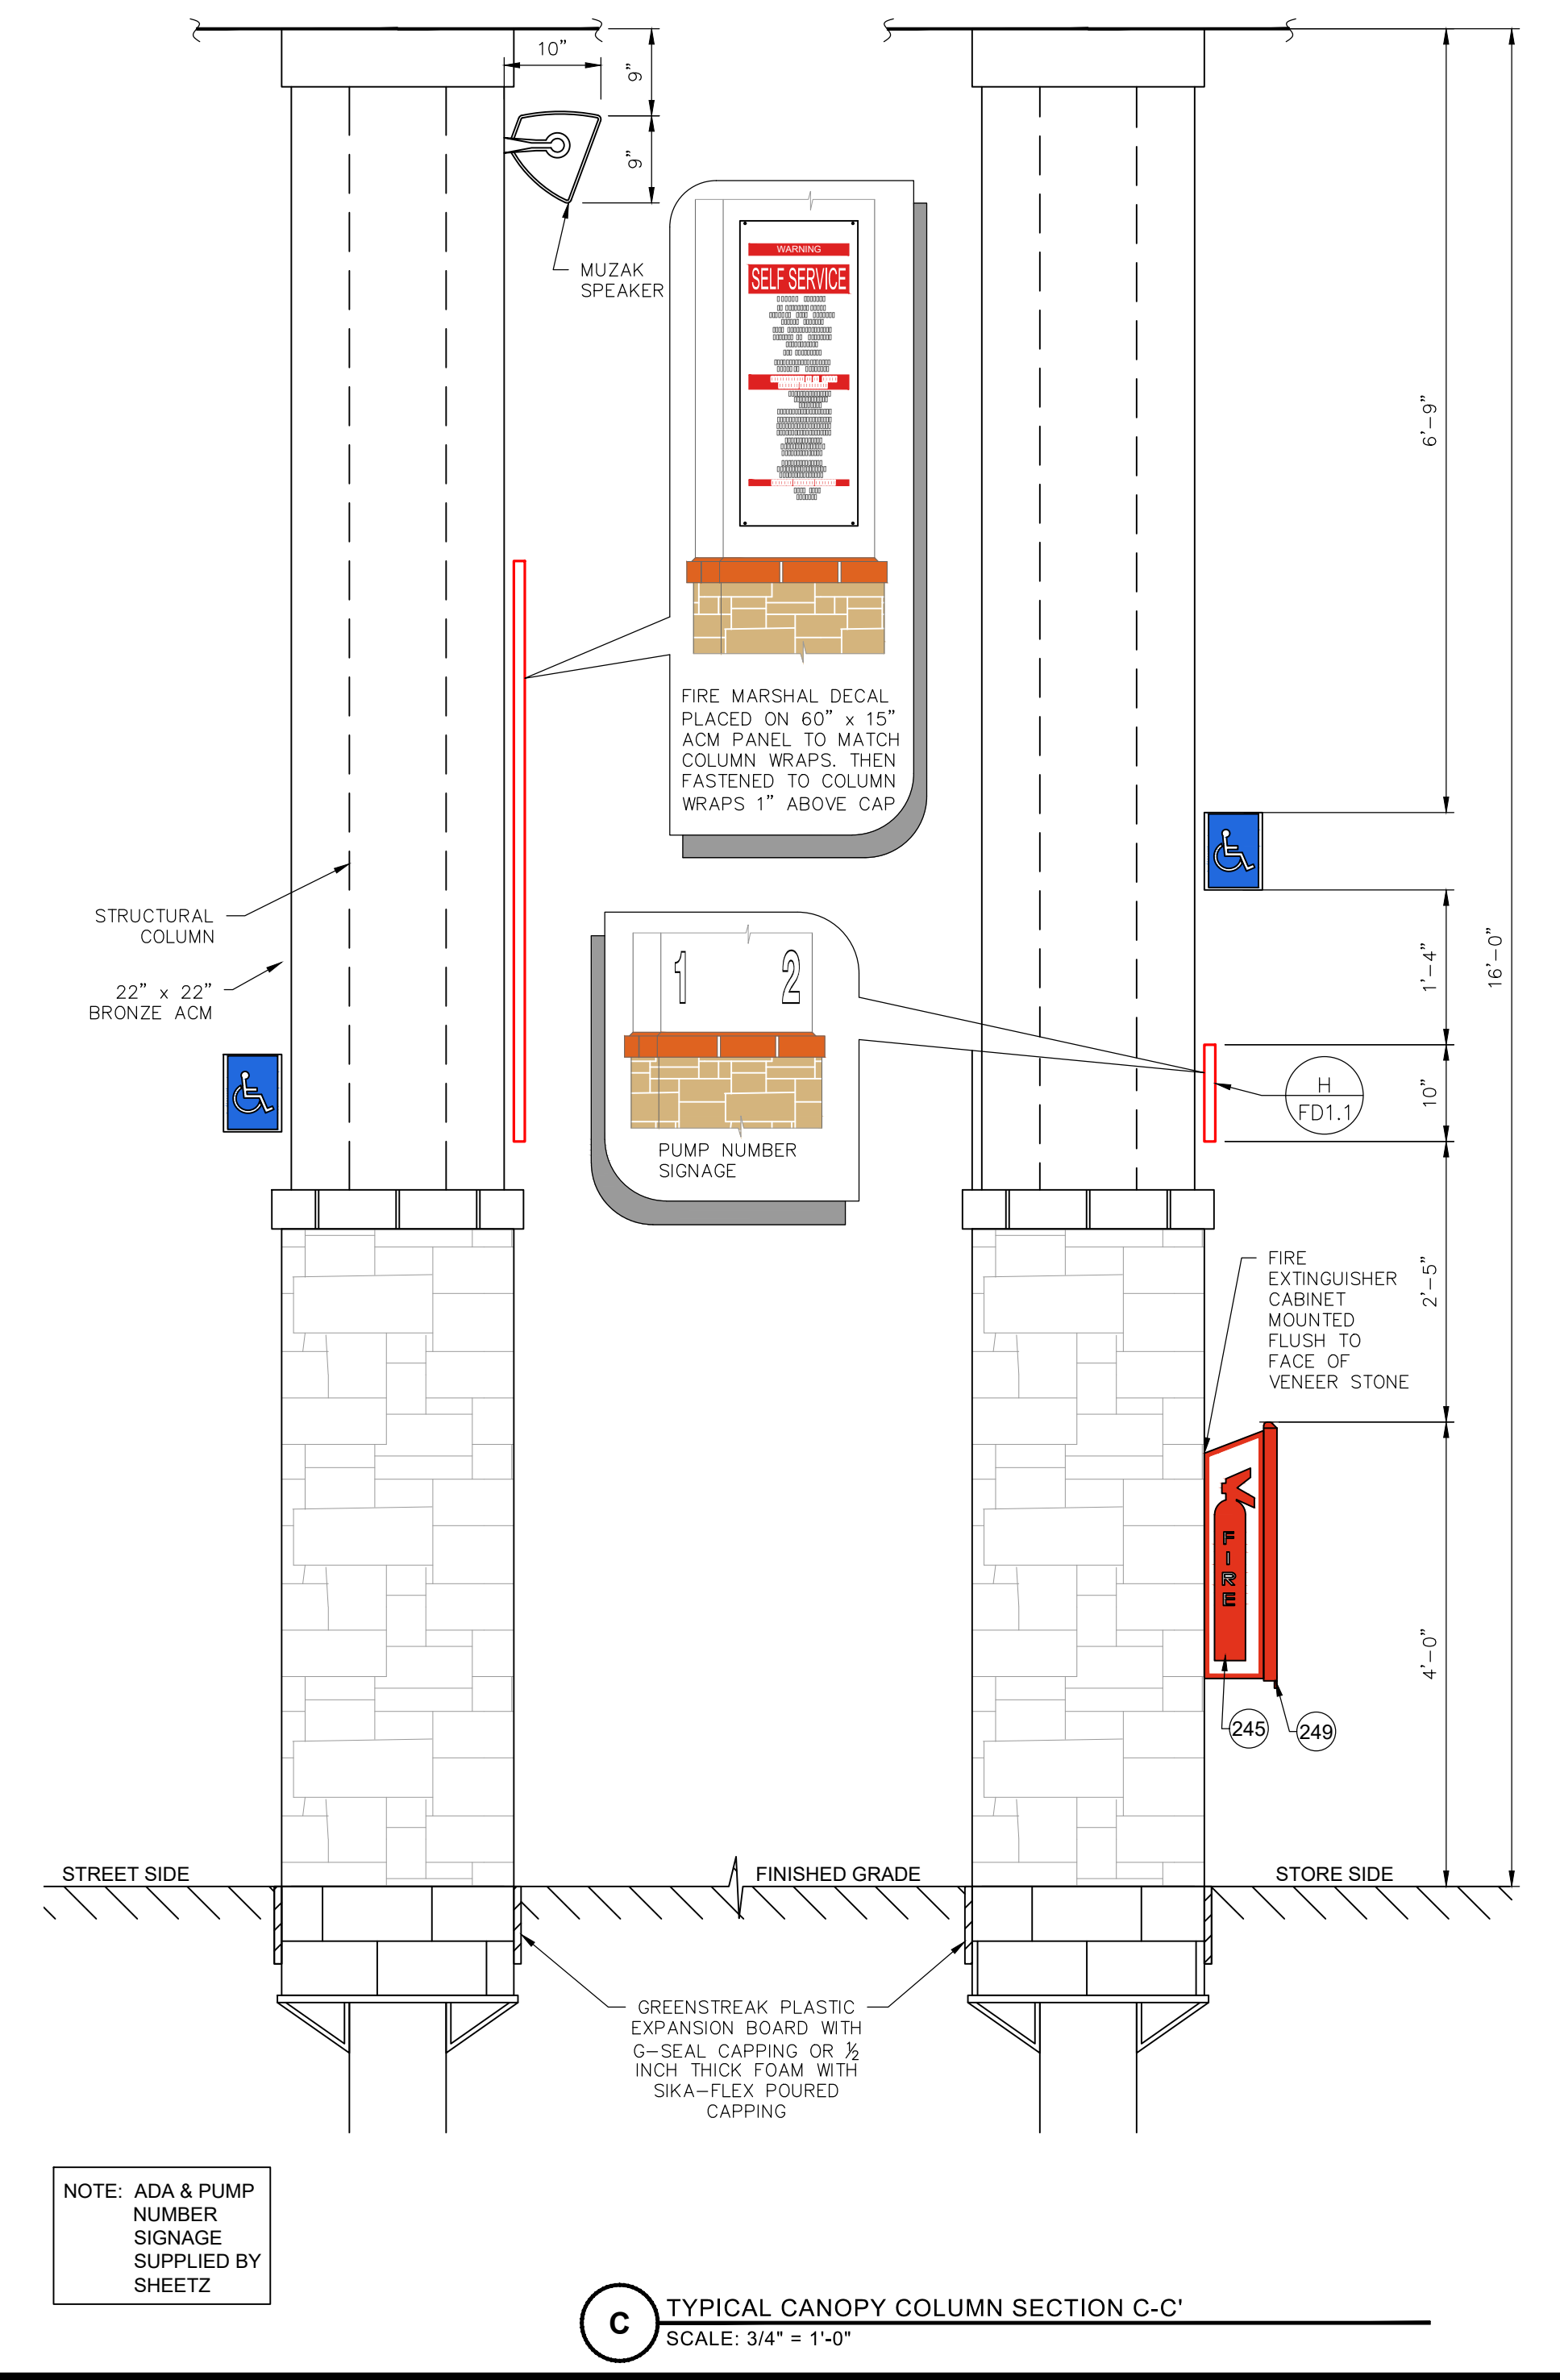 10"
9"
9"
MUZAK
SPEAKER
WARNING
SELF SERVICE
FIRE MARSHAL DECAL
PLACED ON 60" x 15"
ACM PANEL TO MATCH
COLUMN WRAPS. THEN
FASTENED TO COLUMN
WRAPS 1" ABOVE CAP
6'-9"
STRUCTURAL
COLUMN
22" x 22"
BRONZE ACM
1 2
PUMP NUMBER
SIGNAGE
1'-4"
16'-0"
H
FD1.1
10"
2'-5"
FIRE
EXTINGUISHER
CABINET
MOUNTED
FLUSH TO
FACE OF
VENEER STONE
FIRE
4'-0"
245
249
STREET SIDE
FINISHED GRADE
STORE SIDE
GREENSTREAK PLASTIC
EXPANSION BOARD WITH
G-SEAL CAPPING OR ½
INCH THICK FOAM WITH
SIKA-FLEX POURED
CAPPING
NOTE: ADA & PUMP
NUMBER
SIGNAGE
SUPPLIED BY
SHEETZ
C
TYPICAL CANOPY COLUMN SECTION C-C'
SCALE: 3/4" = 1'-0"